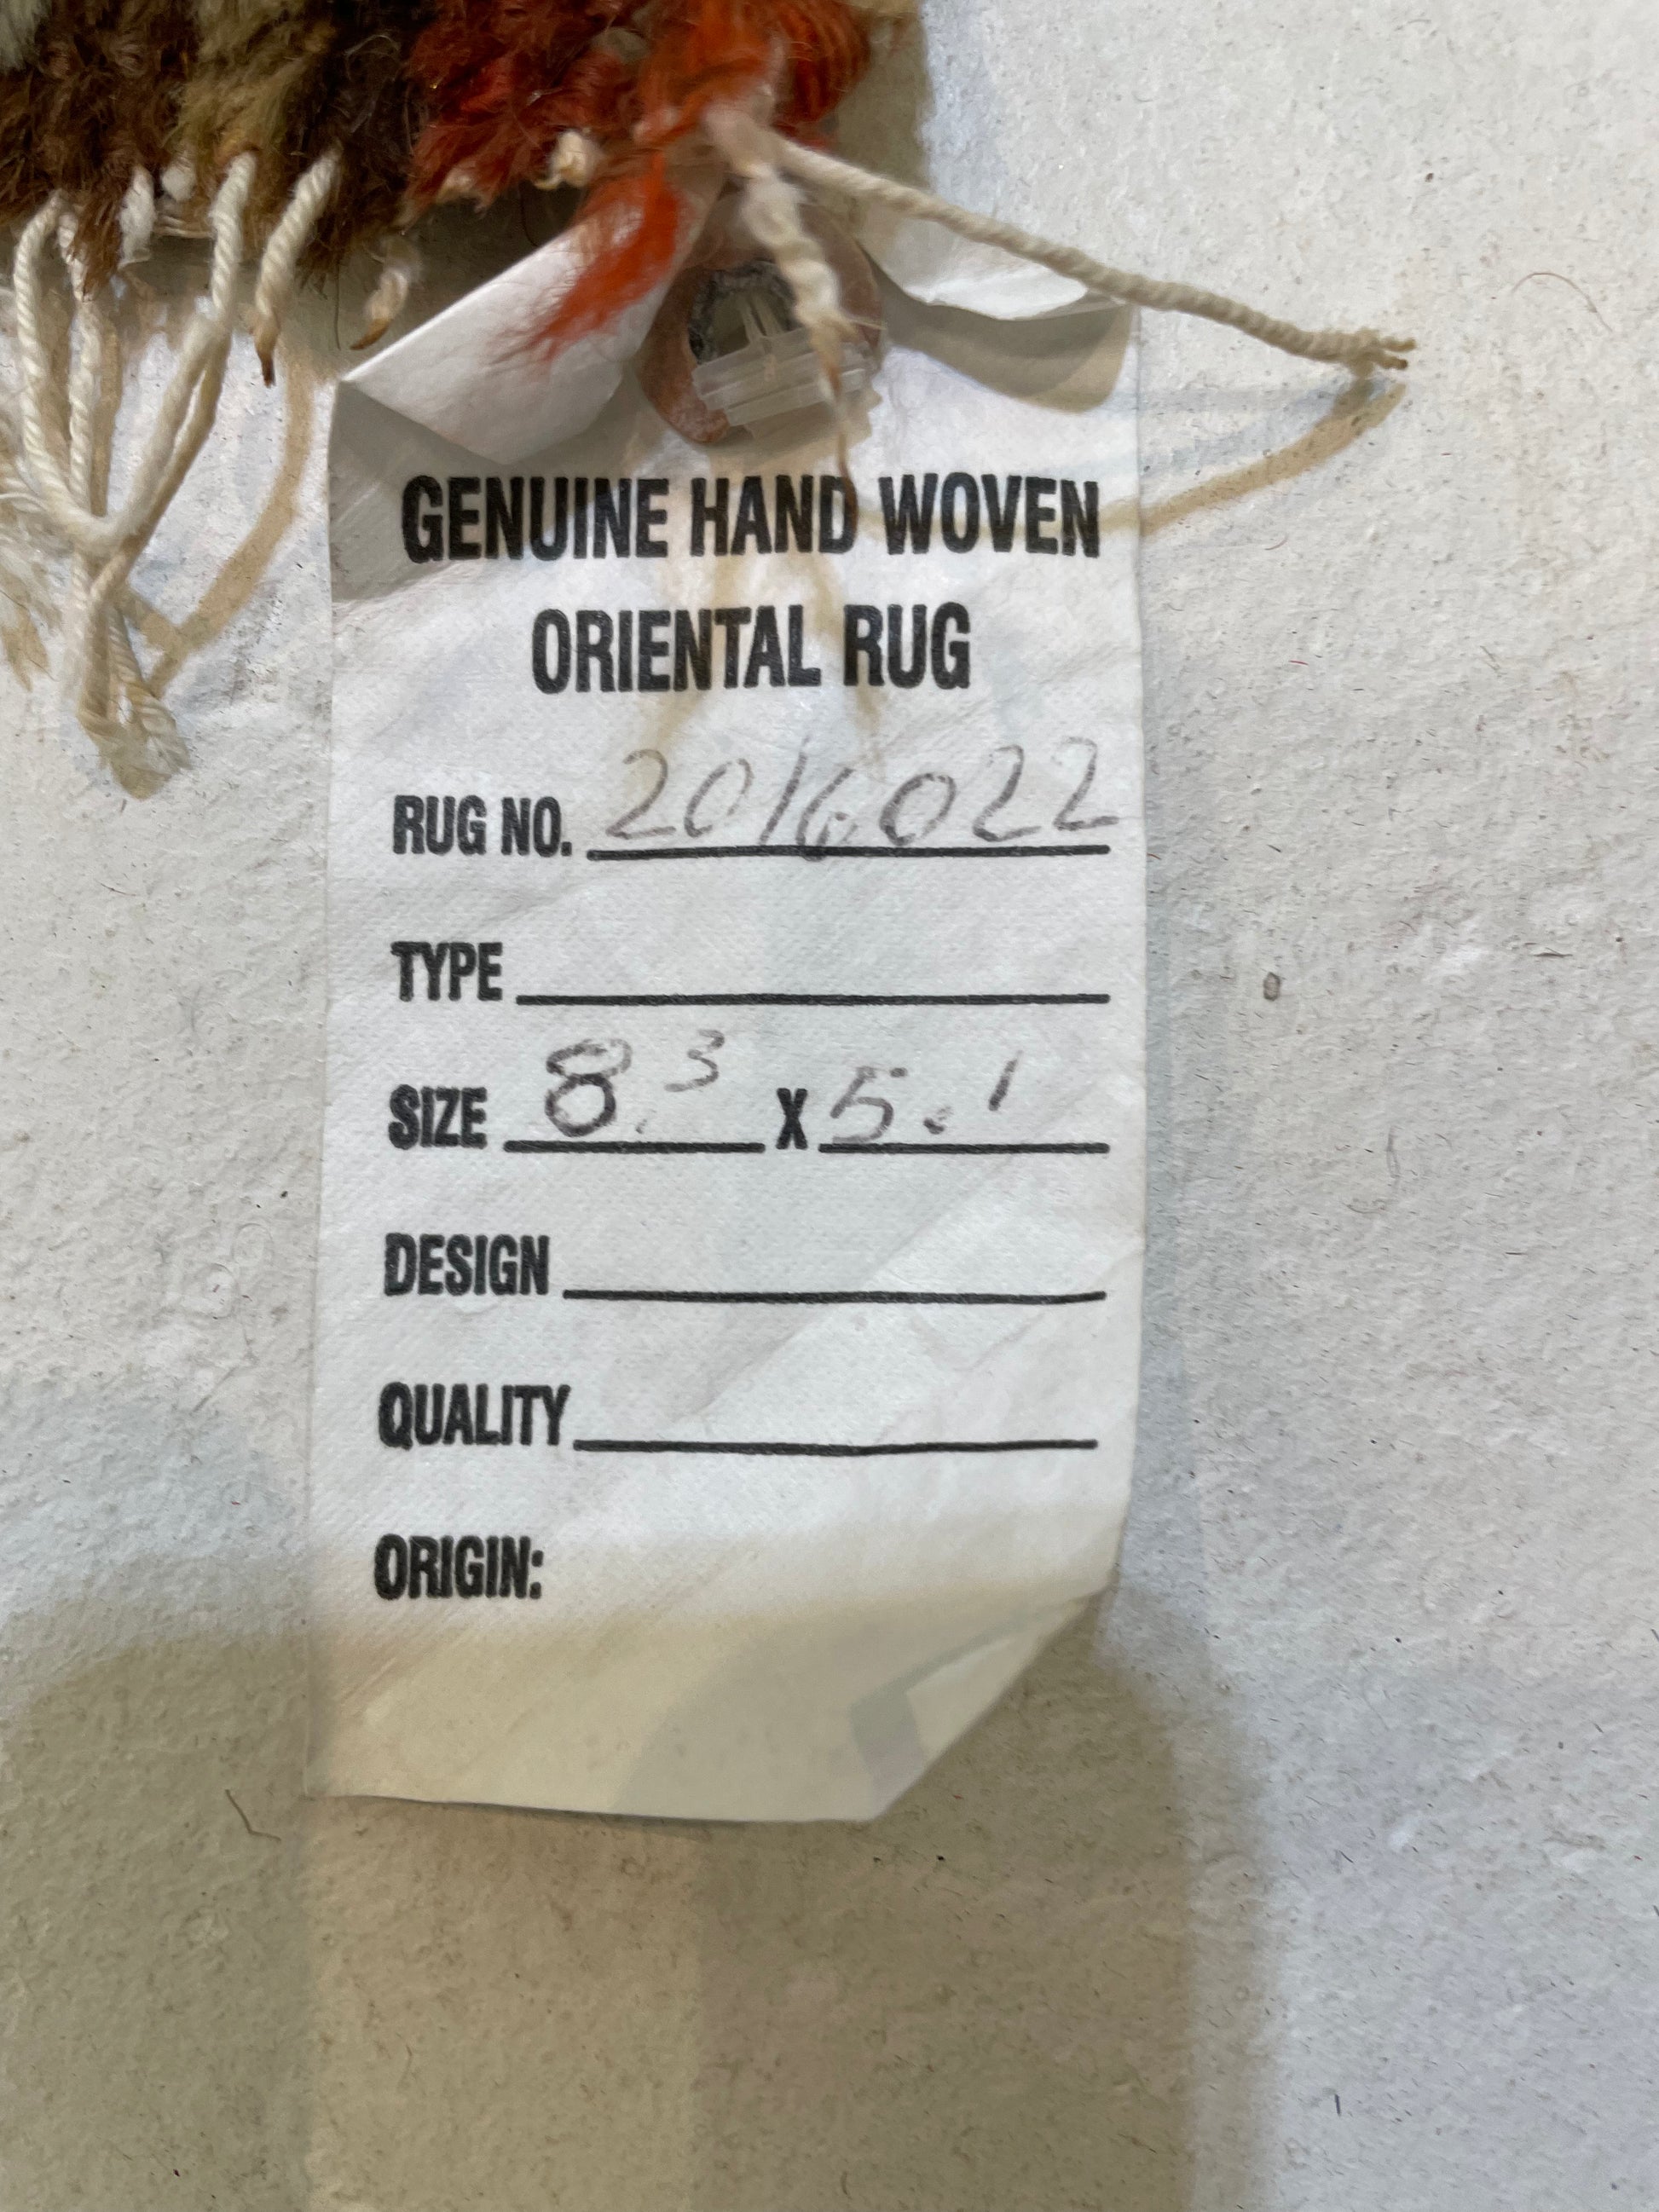 GENUINE HAND WOVEN
ORIENTAL RUG
RUG NO. 2016022
TYPE
SIZE 8.3 X 5.1
DESIGN
QUALITY
ORIGIN: